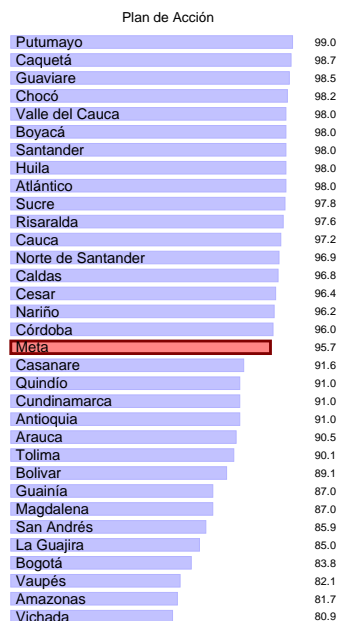 Plan de Acción
Putumayo 99.0
Caquetá 98.7
Guaviare 98.5
Chocó 98.2
Valle del Cauca 98.0
Boyacá 98.0
Santander 98.0
Huila 98.0
Atlántico 98.0
Sucre 97.8
Risaralda 97.6
Cauca 97.2
Norte de Santander 96.9
Caldas 96.8
Cesar 96.4
Nariño 96.2
Córdoba 96.0
Meta 95.7
Casanare 91.6
Quindío 91.0
Cundinamarca 91.0
Antioquia 91.0
Arauca 90.5
Tolima 90.1
Bolivar 89.1
Guainía 87.0
Magdalena 87.0
San Andrés 85.9
La Guajira 85.0
Bogotá 83.8
Vaupés 82.1
Amazonas 81.7
Vichada 80.9